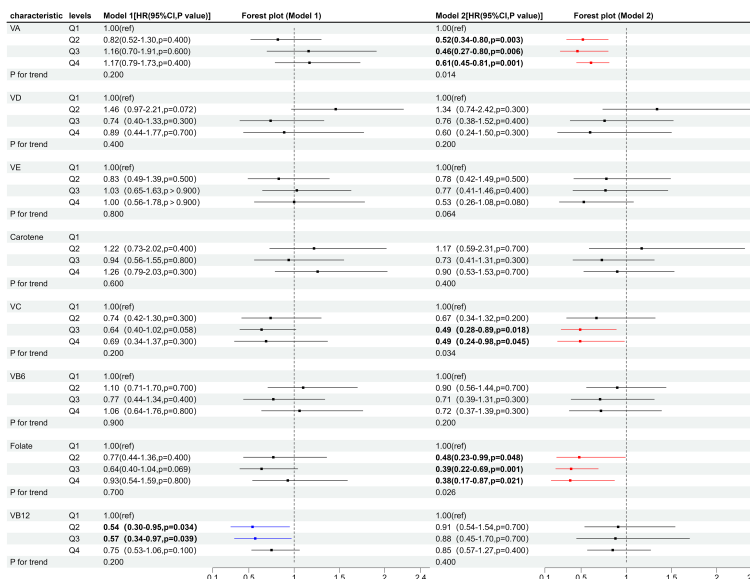 characteristic levels Model 1[HR(95%CI,P value)] Forest plot (Model 1) Model 2[HR(95%CI,P value)] Forest plot (Model 2)
VA Q1 1.00(ref) 1.00(ref)
Q2 0.82(0.52-1.30,p=0.400) 0.52(0.34-0.80,p=0.003)
Q3 1.16(0.70-1.91,p=0.600) 0.46(0.27-0.80,p=0.006)
Q4 1.17(0.79-1.73,p=0.400) 0.61(0.45-0.81,p=0.001)
P for trend 0.200 0.014
VD Q1 1.00(ref) 1.00(ref)
Q2 1.46 (0.97-2.21,p=0.072) 1.34 (0.74-2.42,p=0.300)
Q3 0.74 (0.40-1.33,p=0.300) 0.76 (0.38-1.52,p=0.400)
Q4 0.89 (0.44-1.77,p=0.700) 0.60 (0.24-1.50,p=0.300)
P for trend 0.400 0.200
VE Q1 1.00(ref) 1.00(ref)
Q2 0.83 (0.49-1.39,p=0.500) 0.78 (0.42-1.49,p=0.500)
Q3 1.03 (0.65-1.63,p > 0.900) 0.77 (0.41-1.46,p=0.400)
Q4 1.00 (0.56-1.78,p > 0.900) 0.53 (0.26-1.08,p=0.080)
P for trend 0.800 0.064
Carotene Q1
Q2 1.22 (0.73-2.02,p=0.400) 1.17 (0.59-2.31,p=0.700)
Q3 0.94 (0.56-1.55,p=0.800) 0.73 (0.41-1.31,p=0.300)
Q4 1.26 (0.79-2.03,p=0.300) 0.90 (0.53-1.53,p=0.700)
P for trend 0.600 0.400
VC Q1 1.00(ref) 1.00(ref)
Q2 0.74 (0.42-1.30,p=0.300) 0.67 (0.34-1.32,p=0.200)
Q3 0.64 (0.40-1.02,p=0.058) 0.49 (0.28-0.89,p=0.018)
Q4 0.69 (0.34-1.37,p=0.300) 0.49 (0.24-0.98,p=0.045)
P for trend 0.200 0.034
VB6 Q1 1.00(ref) 1.00(ref)
Q2 1.10 (0.71-1.70,p=0.700) 0.90 (0.56-1.44,p=0.700)
Q3 0.77 (0.44-1.34,p=0.400) 0.71 (0.39-1.31,p=0.300)
Q4 1.06 (0.64-1.76,p=0.800) 0.72 (0.37-1.39,p=0.300)
P for trend 0.900 0.200
Folate Q1 1.00(ref) 1.00(ref)
Q2 0.77(0.44-1.36,p=0.400) 0.48(0.23-0.99,p=0.048)
Q3 0.64(0.40-1.04,p=0.069) 0.39(0.22-0.69,p=0.001)
Q4 0.93(0.54-1.59,p=0.800) 0.38(0.17-0.87,p=0.021)
P for trend 0.700 0.026
VB12 Q1 1.00(ref) 1.00(ref)
Q2 0.54 (0.30-0.95,p=0.034) 0.91 (0.54-1.54,p=0.700)
Q3 0.57 (0.34-0.97,p=0.039) 0.88 (0.45-1.70,p=0.700)
Q4 0.75 (0.53-1.06,p=0.100) 0.85 (0.57-1.27,p=0.400)
P for trend 0.200 0.400
0.1 0.5 1 1.5 2 2.4 0.1 0.5 1 1.5 2